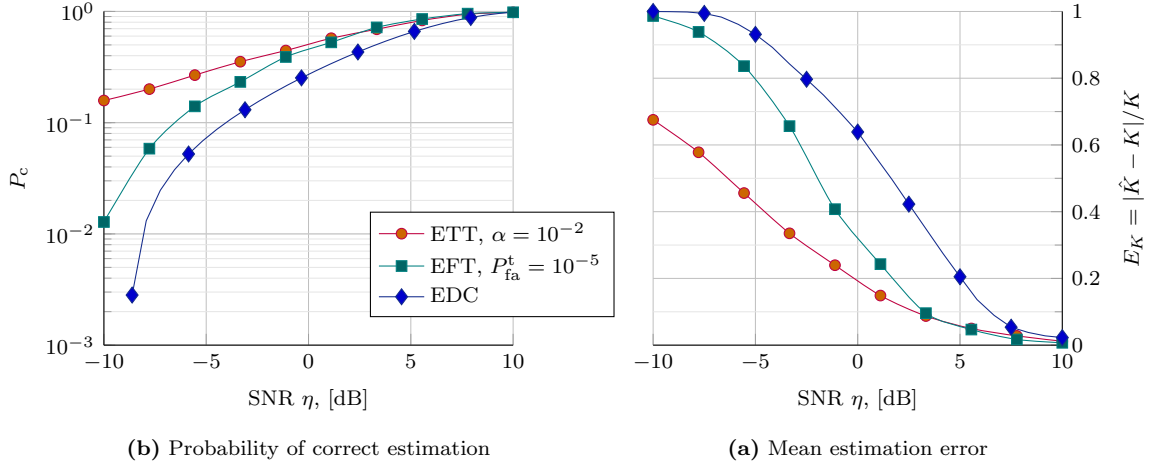 10^0
10^−1
10^−2
10^−3
P_c
−10 −5 0 5 10
SNR η, [dB]
ETT, α = 10^−2
EFT, P_fa^t = 10^−5
EDC
(b) Probability of correct estimation
1
0.8
0.6
0.4
0.2
0
E_K = |K̂ − K|/K
−10 −5 0 5 10
SNR η, [dB]
(a) Mean estimation error